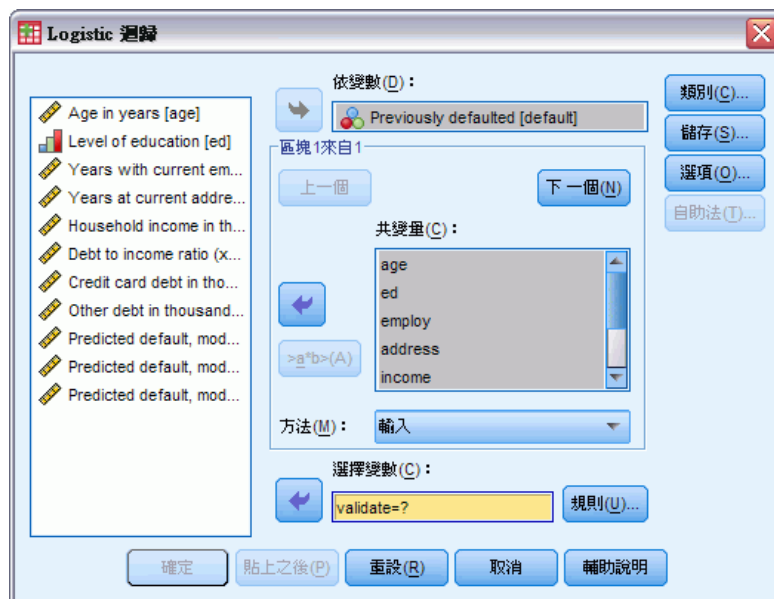 Logistic 迴歸
Age in years [age]
Level of education [ed]
Years with current em...
Years at current addre...
Household income in th...
Debt to income ratio (x...
Credit card debt in tho...
Other debt in thousand...
Predicted default, mod...
Predicted default, mod...
Predicted default, mod...
依變數(D)：
Previously defaulted [default]
區塊1來自1
上一個
下一個(N)
共變量(C)：
age
ed
employ
address
income
>a*b>(A)
方法(M)：
輸入
選擇變數(C)：
validate=?
規則(U)...
類別(C)...
儲存(S)...
選項(O)...
自助法(T)...
確定
貼上之後(P)
重設(R)
取消
輔助說明